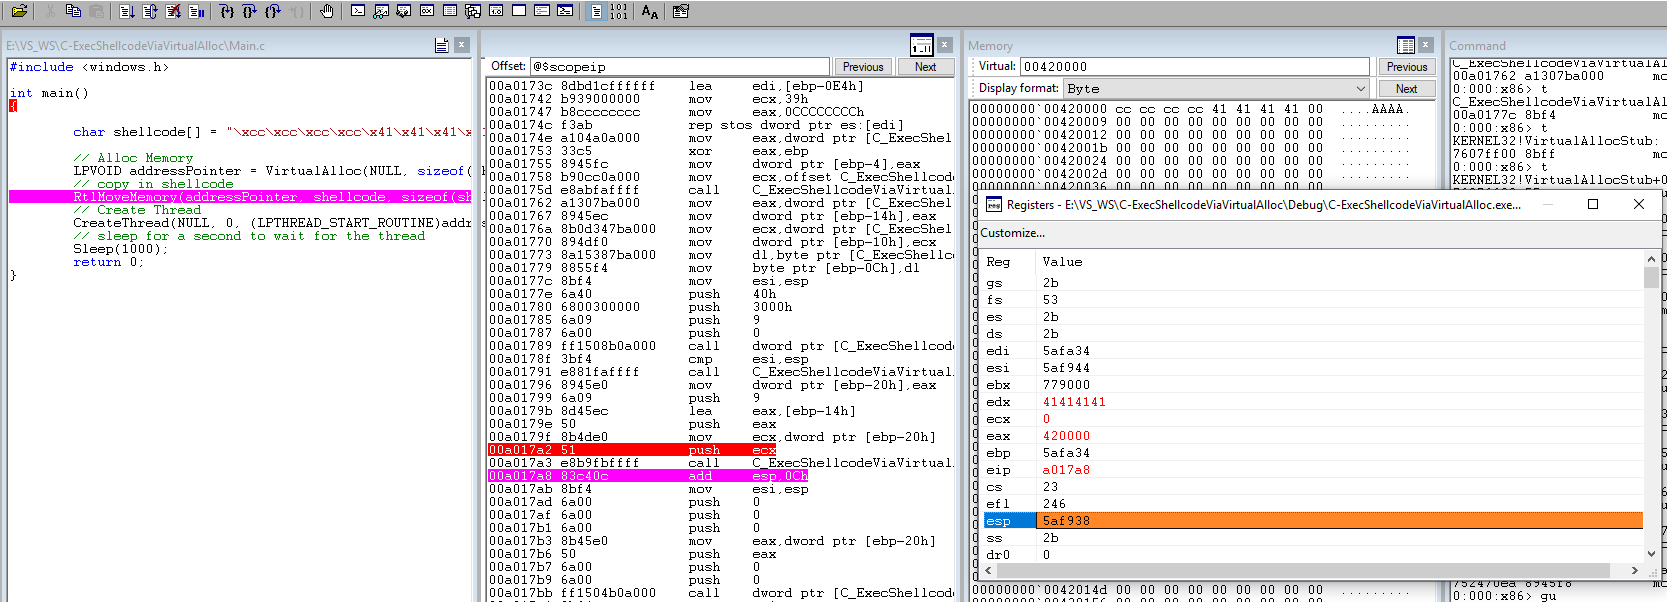 E:\VS_WS\C-ExecShellcodeViaVirtualAlloc\Main.c
#include <windows.h>
int main()
{
char shellcode[] = "\xcc\xcc\xcc\xcc\x41\x41\x41\x
// Alloc Memory
LPVOID addressPointer = VirtualAlloc(NULL, sizeof(
// copy in shellcode
RtlMoveMemory(addressPointer, shellcode, sizeof(sh
// Create Thread
CreateThread(NULL, 0, (LPTHREAD_START_ROUTINE)addr
// sleep for a second to wait for the thread
Sleep(1000);
return 0;
}
Offset: @$scopeip Previous Next
00a0173c 8dbd1cffffff lea edi,[ebp-0E4h]
00a01742 b939000000 mov ecx,39h
00a01747 b8cccccccc mov eax,0CCCCCCCCh
00a0174c f3ab rep stos dword ptr es:[edi]
00a0174e a104a0a000 mov eax,dword ptr [C_ExecShel
00a01753 33c5 xor eax,ebp
00a01755 8945fc mov dword ptr [ebp-4],eax
00a01758 b90cc0a000 mov ecx,offset C_ExecShellcode
00a0175d e8abfaffff call C_ExecShellcodeViaVirtual
00a01762 a1307ba000 mov eax,dword ptr [C_ExecShel
00a01767 8945ec mov dword ptr [ebp-14h],eax
00a0176a 8b0d347ba000 mov ecx,dword ptr [C_ExecShel
00a01770 894df0 mov dword ptr [ebp-10h],ecx
00a01773 8a15387ba000 mov dl,byte ptr [C_ExecShellc
00a01779 8855f4 mov byte ptr [ebp-0Ch],dl
00a0177c 8bf4 mov esi,esp
00a0177e 6a40 push 40h
00a01780 6800300000 push 3000h
00a01785 6a09 push 9
00a01787 6a00 push 0
00a01789 ff1508b0a000 call dword ptr [C_ExecShellcod
00a0178f 3bf4 cmp esi,esp
00a01791 e881faffff call C_ExecShellcodeViaVirtual
00a01796 8945e0 mov dword ptr [ebp-20h],eax
00a01799 6a09 push 9
00a0179b 8d45ec lea eax,[ebp-14h]
00a0179e 50 push eax
00a0179f 8b4de0 mov ecx,dword ptr [ebp-20h]
00a017a2 51 push ecx
00a017a3 e8b9fbffff call C_ExecShellcodeViaVirtual
00a017a8 83c40c add esp,0Ch
00a017ab 8bf4 mov esi,esp
00a017ad 6a00 push 0
00a017af 6a00 push 0
00a017b1 6a00 push 0
00a017b3 8b45e0 mov eax,dword ptr [ebp-20h]
00a017b6 50 push eax
00a017b7 6a00 push 0
00a017b9 6a00 push 0
00a017bb ff1504b0a000 call dword ptr [C_ExecShellcod
Memory
Virtual: 00420000 Previous
Display format: Byte Next
00000000`00420000 cc cc cc cc 41 41 41 41 00 ....AAAA.
00000000`00420009 00 00 00 00 00 00 00 00 00 .........
00000000`00420012 00 00 00 00 00 00 00 00 00 .........
00000000`0042001b 00 00 00 00 00 00 00 00 00 .........
00000000`00420024 00 00 00 00 00 00 00 00 00 .........
00000000`0042002d 00 00 00 00 00 00 00 00 00 .........
00000000`00420036 00 00 00 00 00 00 00 00 00 .........
00000000`0042014d 00 00 00 00 00 00 00 00 00 .........
Registers - E:\VS_WS\C-ExecShellcodeViaVirtualAlloc\Debug\C-ExecShellcodeViaVirtualAlloc.exe...
Customize...
Reg Value
gs 2b
fs 53
es 2b
ds 2b
edi 5afa34
esi 5af944
ebx 779000
edx 41414141
ecx 0
eax 420000
ebp 5afa34
eip a017a8
cs 23
efl 246
esp 5af938
ss 2b
dr0 0
Command
C_ExecShellcodeViaVirtualAl
00a01762 a1307ba000 mc
0:000:x86> t
C_ExecShellcodeViaVirtualAl
00a0177c 8bf4 mc
0:000:x86> t
KERNEL32!VirtualAllocStub:
7607ff00 8bff mc
0:000:x86> t
KERNEL32!VirtualAllocStub+0
752470ea 8945f8 mc
0:000:x86> gu